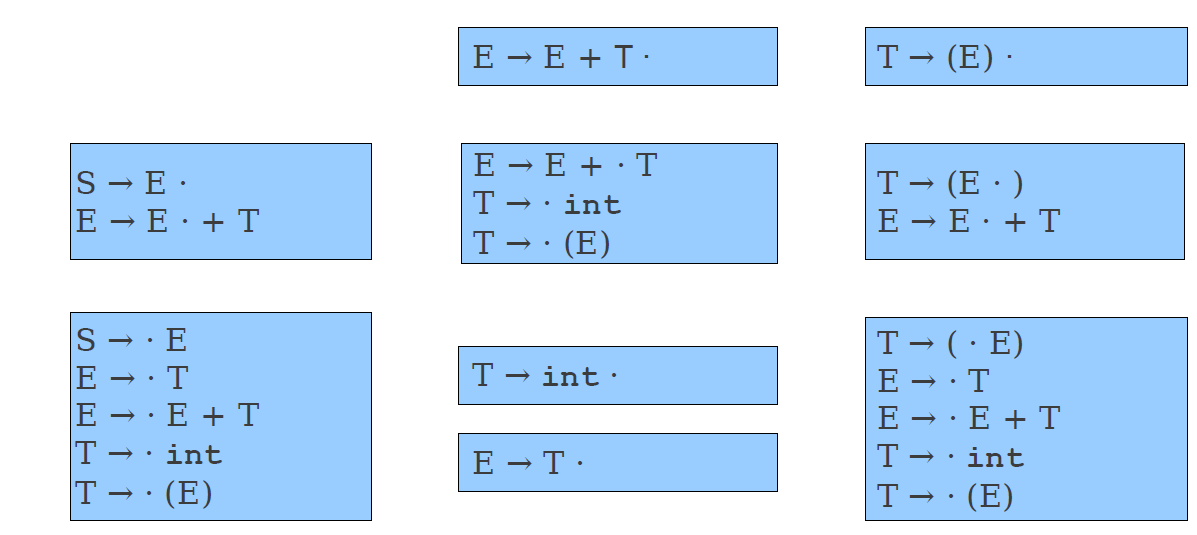 E → E + T ·
T → (E) ·
S → E ·
E → E · + T
E → E + · T
T → · int
T → · (E)
T → (E · )
E → E · + T
S → · E
E → · T
E → · E + T
T → · int
T → · (E)
T → int ·
E → T ·
T → ( · E)
E → · T
E → · E + T
T → · int
T → · (E)